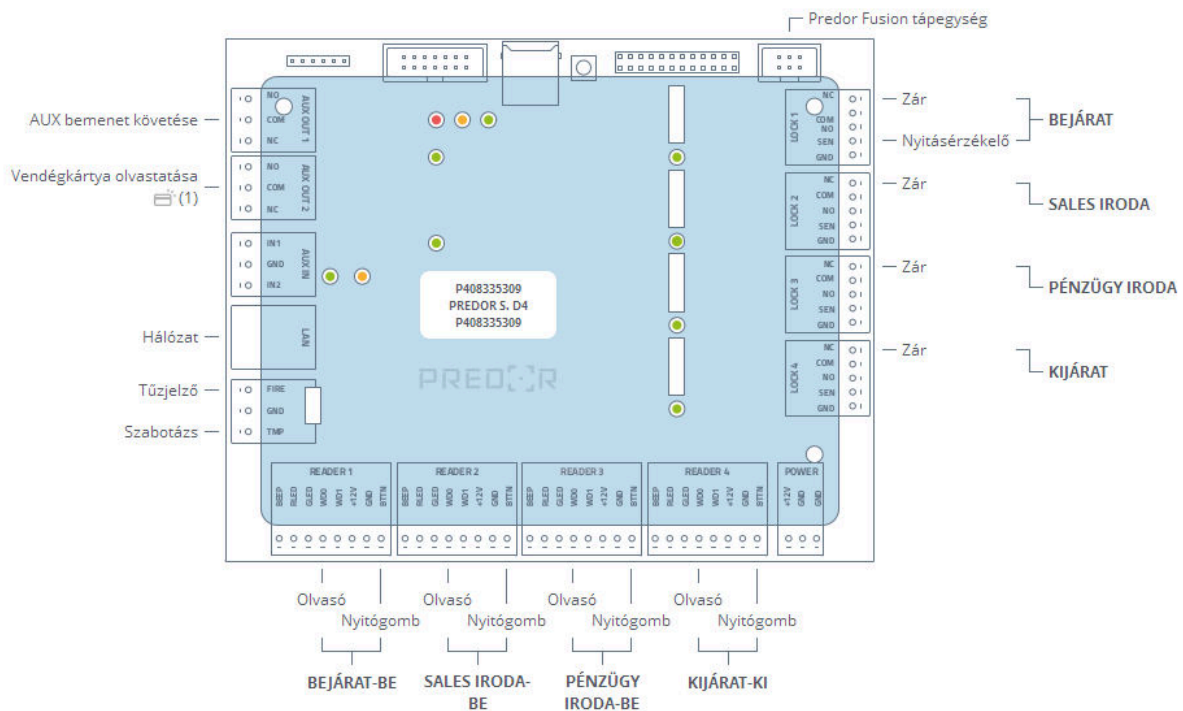 Predor Fusion tápegység
AUX bemenet követése
Vendégkártya olvastatása
(1)
Hálózat
Tűzjelző
Szabotázs
NO
COM
NC
AUX OUT 1
NO
COM
NC
AUX OUT 2
IN1
GND
IN2
AUX IN
LAN
FIRE
GND
TMP
P408335309
PREDOR S. D4
P408335309
PREDOR
LOCK 1
NC
COM
NO
SEN
GND
Zár
Nyitásérzékelő
BEJÁRAT
LOCK 2
NC
COM
NO
SEN
GND
Zár
SALES IRODA
LOCK 3
NC
COM
NO
SEN
GND
Zár
PÉNZÜGY IRODA
LOCK 4
NC
COM
NO
SEN
GND
Zár
KIJÁRAT
READER 1
BEEP
RLED
GLED
WD0
WD1
+12V
GND
BTTN
READER 2
BEEP
RLED
GLED
WD0
WD1
+12V
GND
BTTN
READER 3
BEEP
RLED
GLED
WD0
WD1
+12V
GND
BTTN
READER 4
BEEP
RLED
GLED
WD0
WD1
+12V
GND
BTTN
POWER
+12V
GND
GND
Olvasó
Nyitógomb
BEJÁRAT-BE
Olvasó
Nyitógomb
SALES IRODA-
BE
Olvasó
Nyitógomb
PÉNZÜGY
IRODA-BE
Olvasó
Nyitógomb
KIJÁRAT-KI